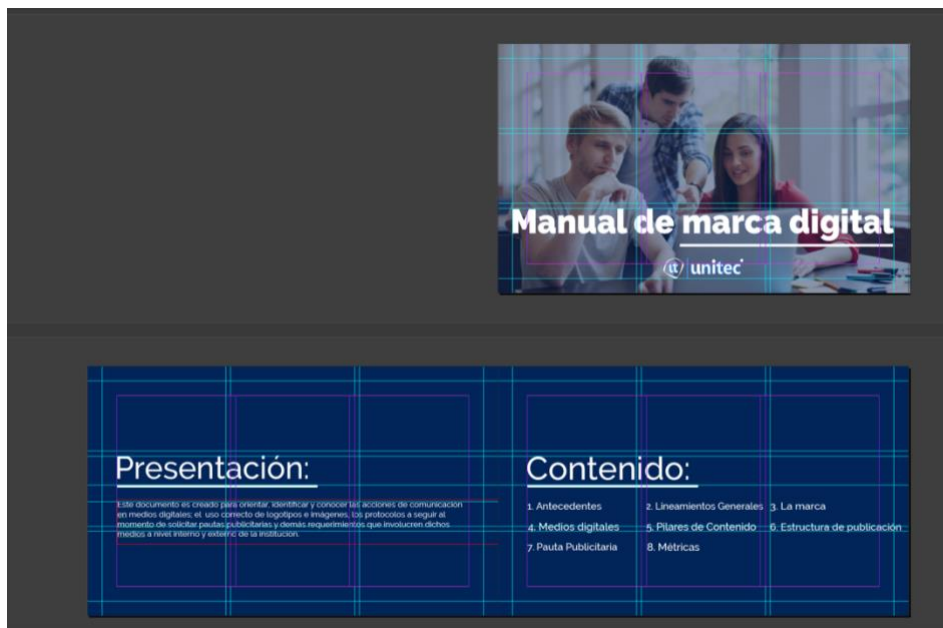 Manual de marca digital
unitec
Presentación:
Este documento es creado para orientar, identificar y conocer las acciones de comunicación
en medios digitales; el uso correcto de logotipos e imágenes, los protocolos a seguir al
momento de solicitar pautas publicitarias y demás requerimientos que involucren dichos
medios a nivel interno y externo de la institución.
Contenido:
1. Antecedentes 2. Lineamientos Generales 3. La marca
4. Medios digitales 5. Pilares de Contenido 6. Estructura de publicación
7. Pauta Publicitaria 8. Métricas